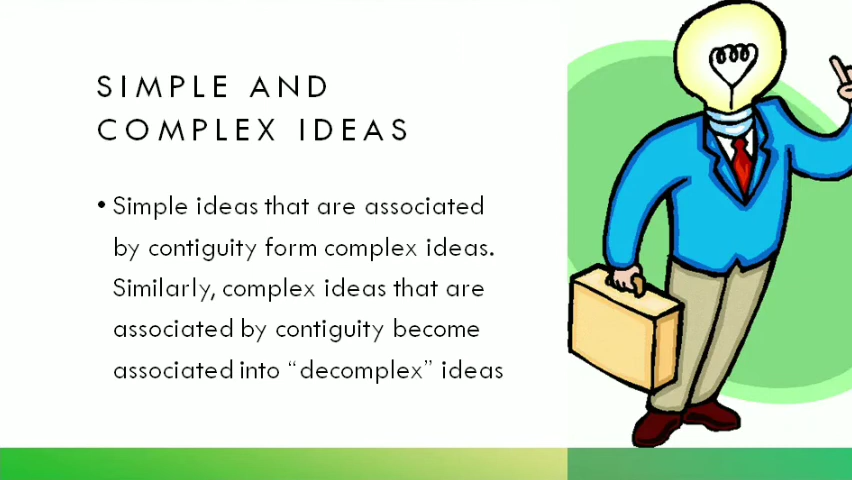 SIMPLE AND
COMPLEX IDEAS
• Simple ideas that are associated
by contiguity form complex ideas.
Similarly, complex ideas that are
associated by contiguity become
associated into “decomplex” ideas